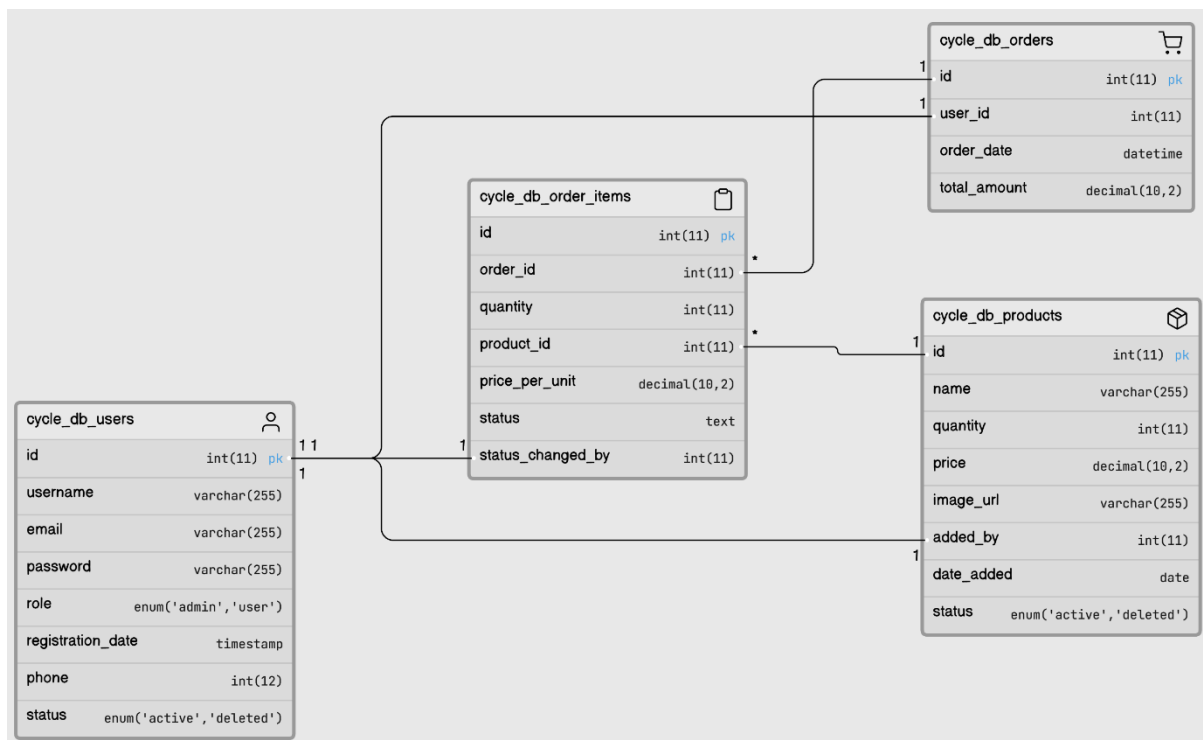 cycle_db_orders
id int(11) pk
user_id int(11)
order_date datetime
total_amount decimal(10,2)
1
1
cycle_db_order_items
id int(11) pk
order_id int(11)
quantity int(11)
product_id int(11)
price_per_unit decimal(10,2)
status text
status_changed_by int(11)
*
*
1
cycle_db_products
id int(11) pk
name varchar(255)
quantity int(11)
price decimal(10,2)
image_url varchar(255)
added_by int(11)
date_added date
status enum('active','deleted')
1
1
cycle_db_users
id int(11) pk
username varchar(255)
email varchar(255)
password varchar(255)
role enum('admin','user')
registration_date timestamp
phone int(12)
status enum('active','deleted')
1 1
1